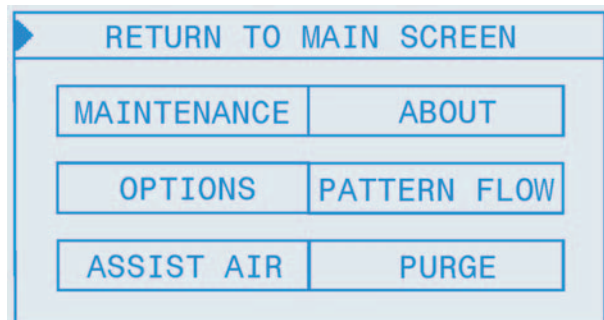 RETURN TO MAIN SCREEN
MAINTENANCE ABOUT
OPTIONS PATTERN FLOW
ASSIST AIR PURGE